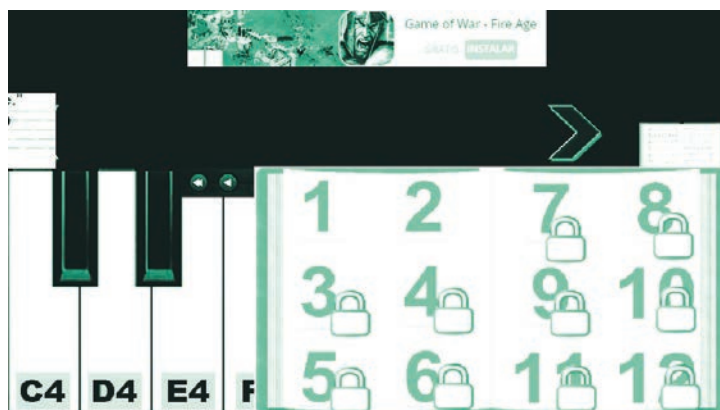 Game of War - Fire Age
GRATIS INSTALAR
1 2 7 8
3 4 9 10
5 6 11 12
C4 D4 E4 F